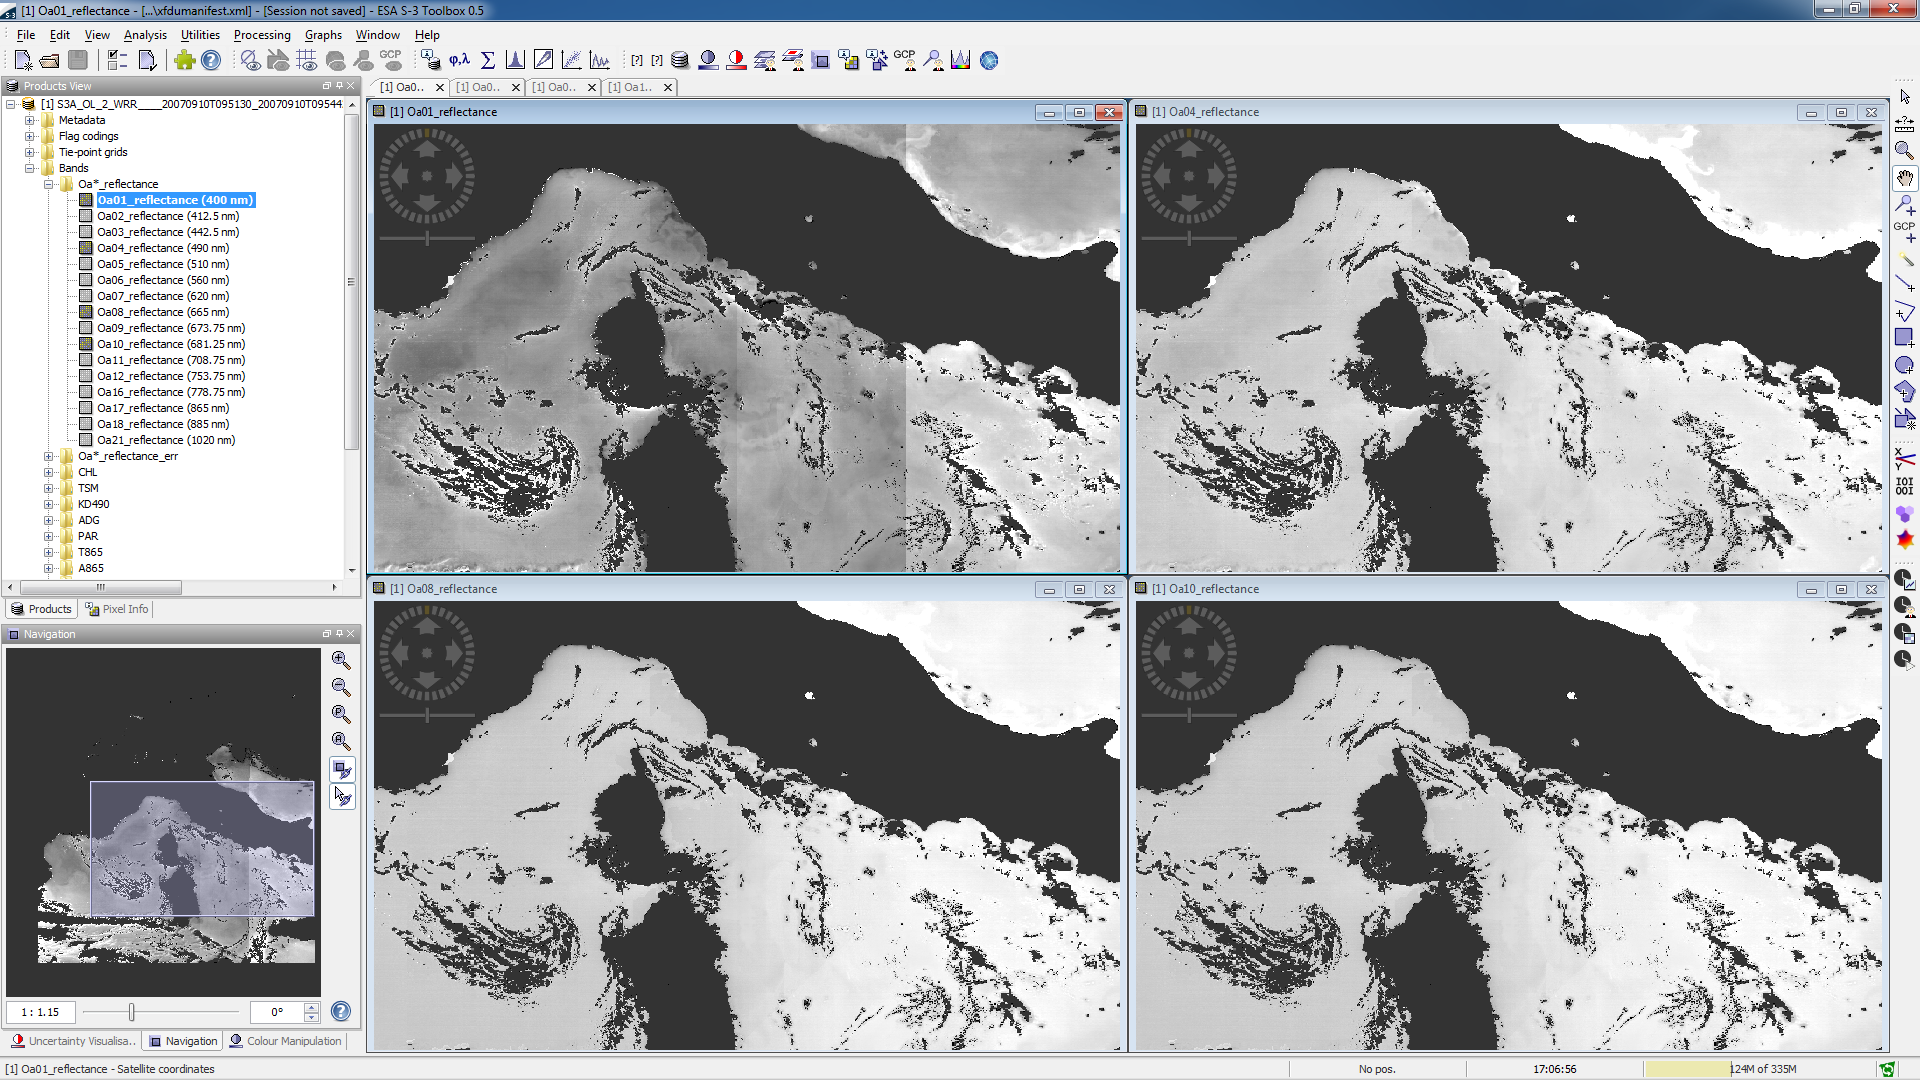 [1] Oa01_reflectance - [...\xfdumanifest.xml] - [Session not saved] - ESA S-3 Toolbox 0.5
File Edit View Analysis Utilities Processing Graphs Window Help
GCP φ,λ Σ [?] [?] GCP
Products View
[1] Oa0.. [1] Oa0.. [1] Oa0.. [1] Oa1..
[1] S3A_OL_2_WRR____20070910T095130_20070910T09544
Metadata
Flag codings
Tie-point grids
Bands
Oa*_reflectance
Oa01_reflectance (400 nm)
Oa02_reflectance (412.5 nm)
Oa03_reflectance (442.5 nm)
Oa04_reflectance (490 nm)
Oa05_reflectance (510 nm)
Oa06_reflectance (560 nm)
Oa07_reflectance (620 nm)
Oa08_reflectance (665 nm)
Oa09_reflectance (673.75 nm)
Oa10_reflectance (681.25 nm)
Oa11_reflectance (708.75 nm)
Oa12_reflectance (753.75 nm)
Oa16_reflectance (778.75 nm)
Oa17_reflectance (865 nm)
Oa18_reflectance (885 nm)
Oa21_reflectance (1020 nm)
Oa*_reflectance_err
CHL
TSM
KD490
ADG
PAR
T865
A865
Products Pixel Info
Navigation
1 : 1.15 0°
Uncertainty Visualisa.. Navigation Colour Manipulation
[1] Oa01_reflectance
[1] Oa04_reflectance
[1] Oa08_reflectance
[1] Oa10_reflectance
GCP
X
Y
[1] Oa01_reflectance - Satellite coordinates
No pos.
17:06:56
124M of 335M